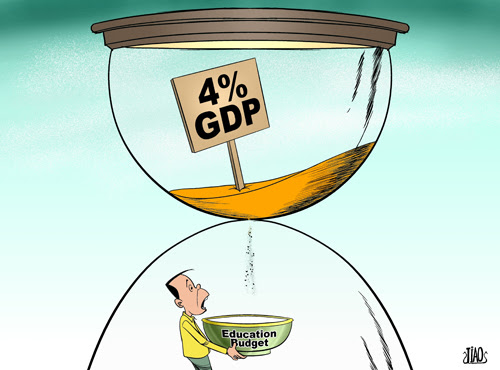 4%
GDP
Education
Budget
JIAO